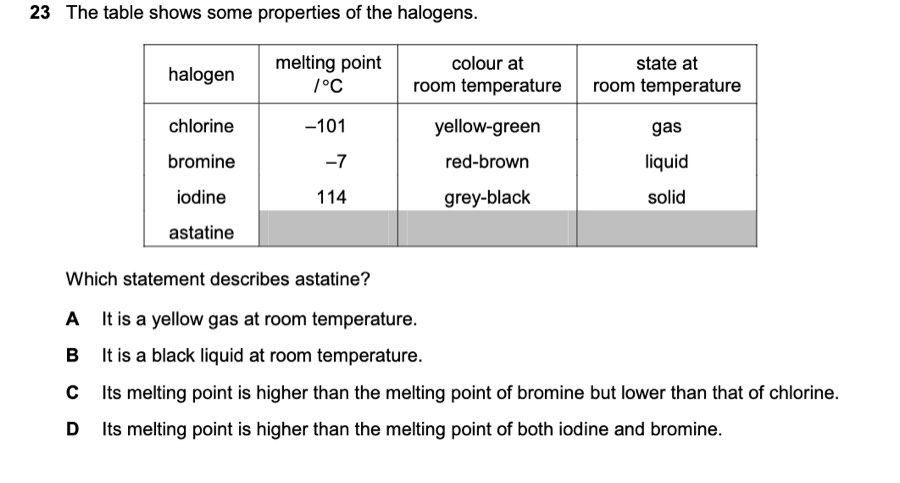 23 The table shows some properties of the halogens.
halogen melting point /°C colour at room temperature state at room temperature
chlorine –101 yellow-green gas
bromine –7 red-brown liquid
iodine 114 grey-black solid
astatine
Which statement describes astatine?
A It is a yellow gas at room temperature.
B It is a black liquid at room temperature.
C Its melting point is higher than the melting point of bromine but lower than that of chlorine.
D Its melting point is higher than the melting point of both iodine and bromine.